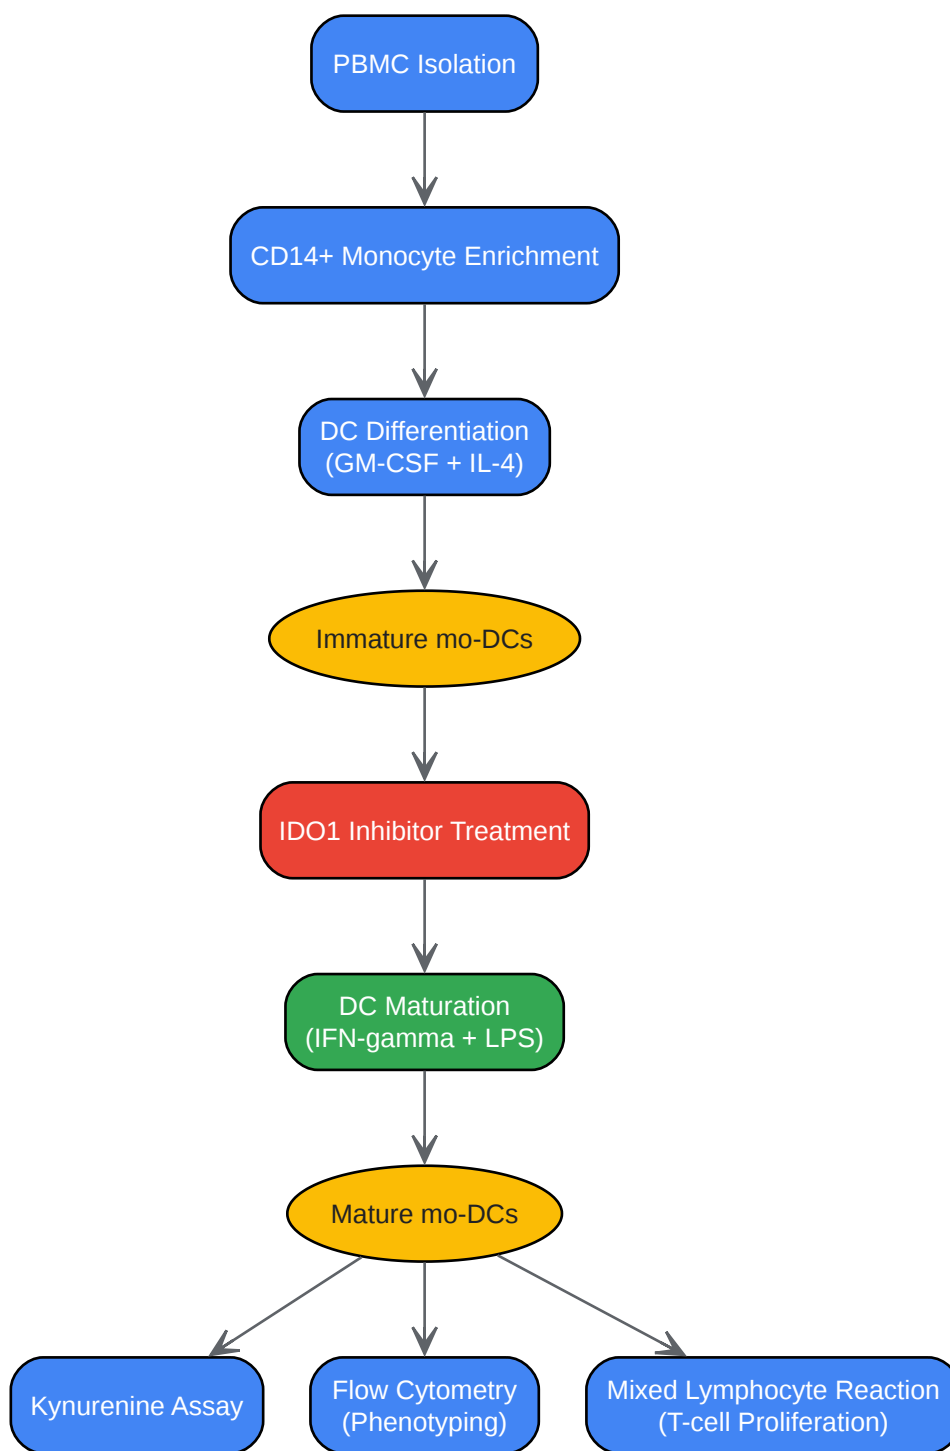 PBMC Isolation
CD14+ Monocyte Enrichment
DC Differentiation
(GM-CSF + IL-4)
Immature mo-DCs
IDO1 Inhibitor Treatment
DC Maturation
(IFN-gamma + LPS)
Mature mo-DCs
Kynurenine Assay
Flow Cytometry
(Phenotyping)
Mixed Lymphocyte Reaction
(T-cell Proliferation)